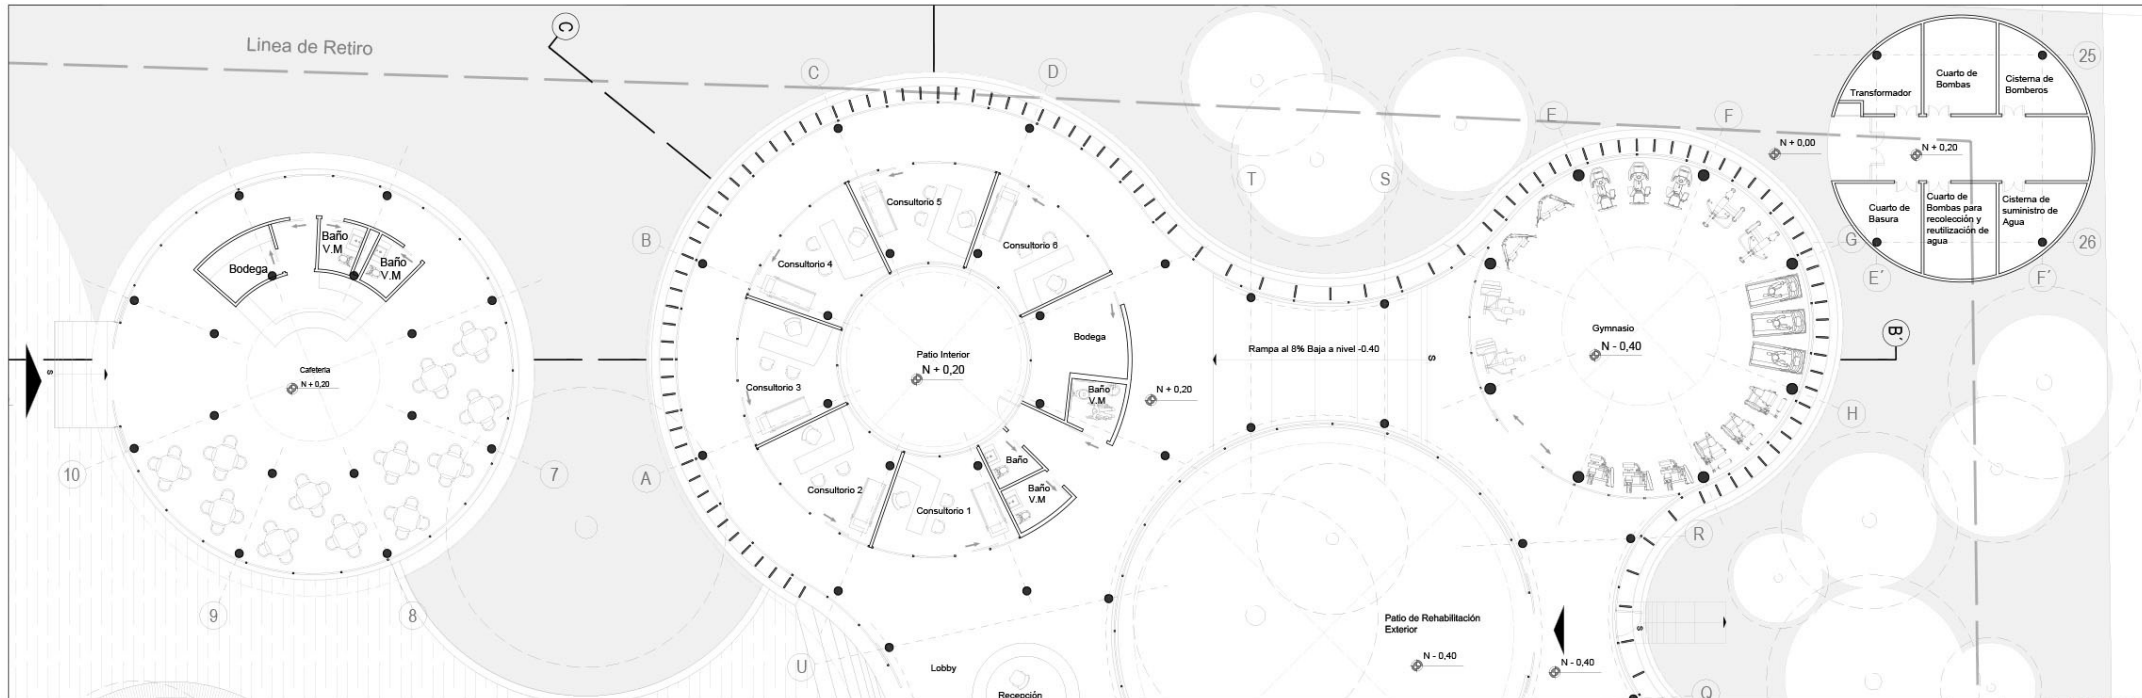 Linea de Retiro
C
C
D
B
A
U
T
S
E
F
G
H
R
Q
25
26
E´
F´
B´
10
9
8
7
Bodega
Baño
V.M
Baño
V.M
Cafeteria
N + 0,20
S
Consultorio 5
Consultorio 6
Consultorio 4
Consultorio 3
Consultorio 2
Consultorio 1
Patio Interior
N + 0,20
Bodega
Baño
V.M
N + 0,20
Baño
Baño
V.M
Rampa al 8% Baja a nivel -0.40
S
Gymnasio
N - 0,40
N + 0,00
N + 0,20
Transformador
Cuarto de
Bombas
Cisterna de
Bomberos
Cuarto de
Basura
Cuarto de
Bombas para
recolección y
reutilización de
agua
Cisterna de
suministro de
Agua
Patio de Rehabilitación
Exterior
N - 0,40
N - 0,40
S
Lobby
Recepción